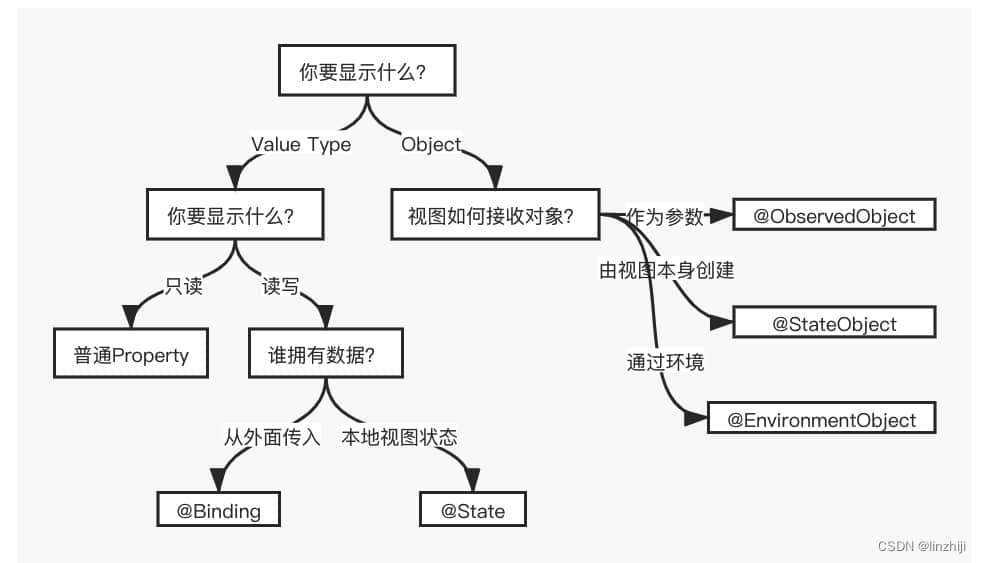 你要显示什么？
Value Type
Object
你要显示什么？
视图如何接收对象？
作为参数
@ObservedObject
由视图本身创建
@StateObject
只读
读写
普通Property
谁拥有数据？
通过环境
@EnvironmentObject
从外面传入
本地视图状态
@Binding
@State
CSDN @linzhiji